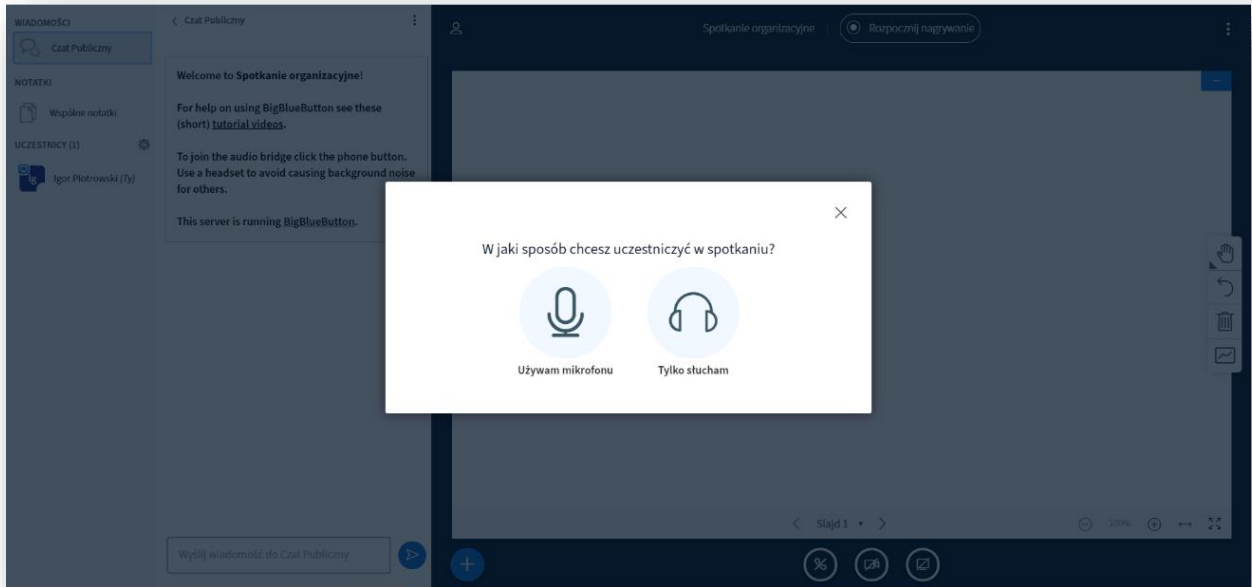 WIADOMOŚCI
Czat Publiczny
NOTATKI
Wspólne notatki
UCZESTNICY (1)
Ig
Igor Piotrowski (Ty)
Czat Publiczny
Welcome to Spotkanie organizacyjne!
For help on using BigBlueButton see these
(short) tutorial videos.
To join the audio bridge click the phone button.
Use a headset to avoid causing background noise
for others.
This server is running BigBlueButton.
Wyślij wiadomość do Czat Publiczny
Spotkanie organizacyjne
Rozpocznij nagrywanie
W jaki sposób chcesz uczestniczyć w spotkaniu?
Używam mikrofonu
Tylko słucham
Slajd 1
100%